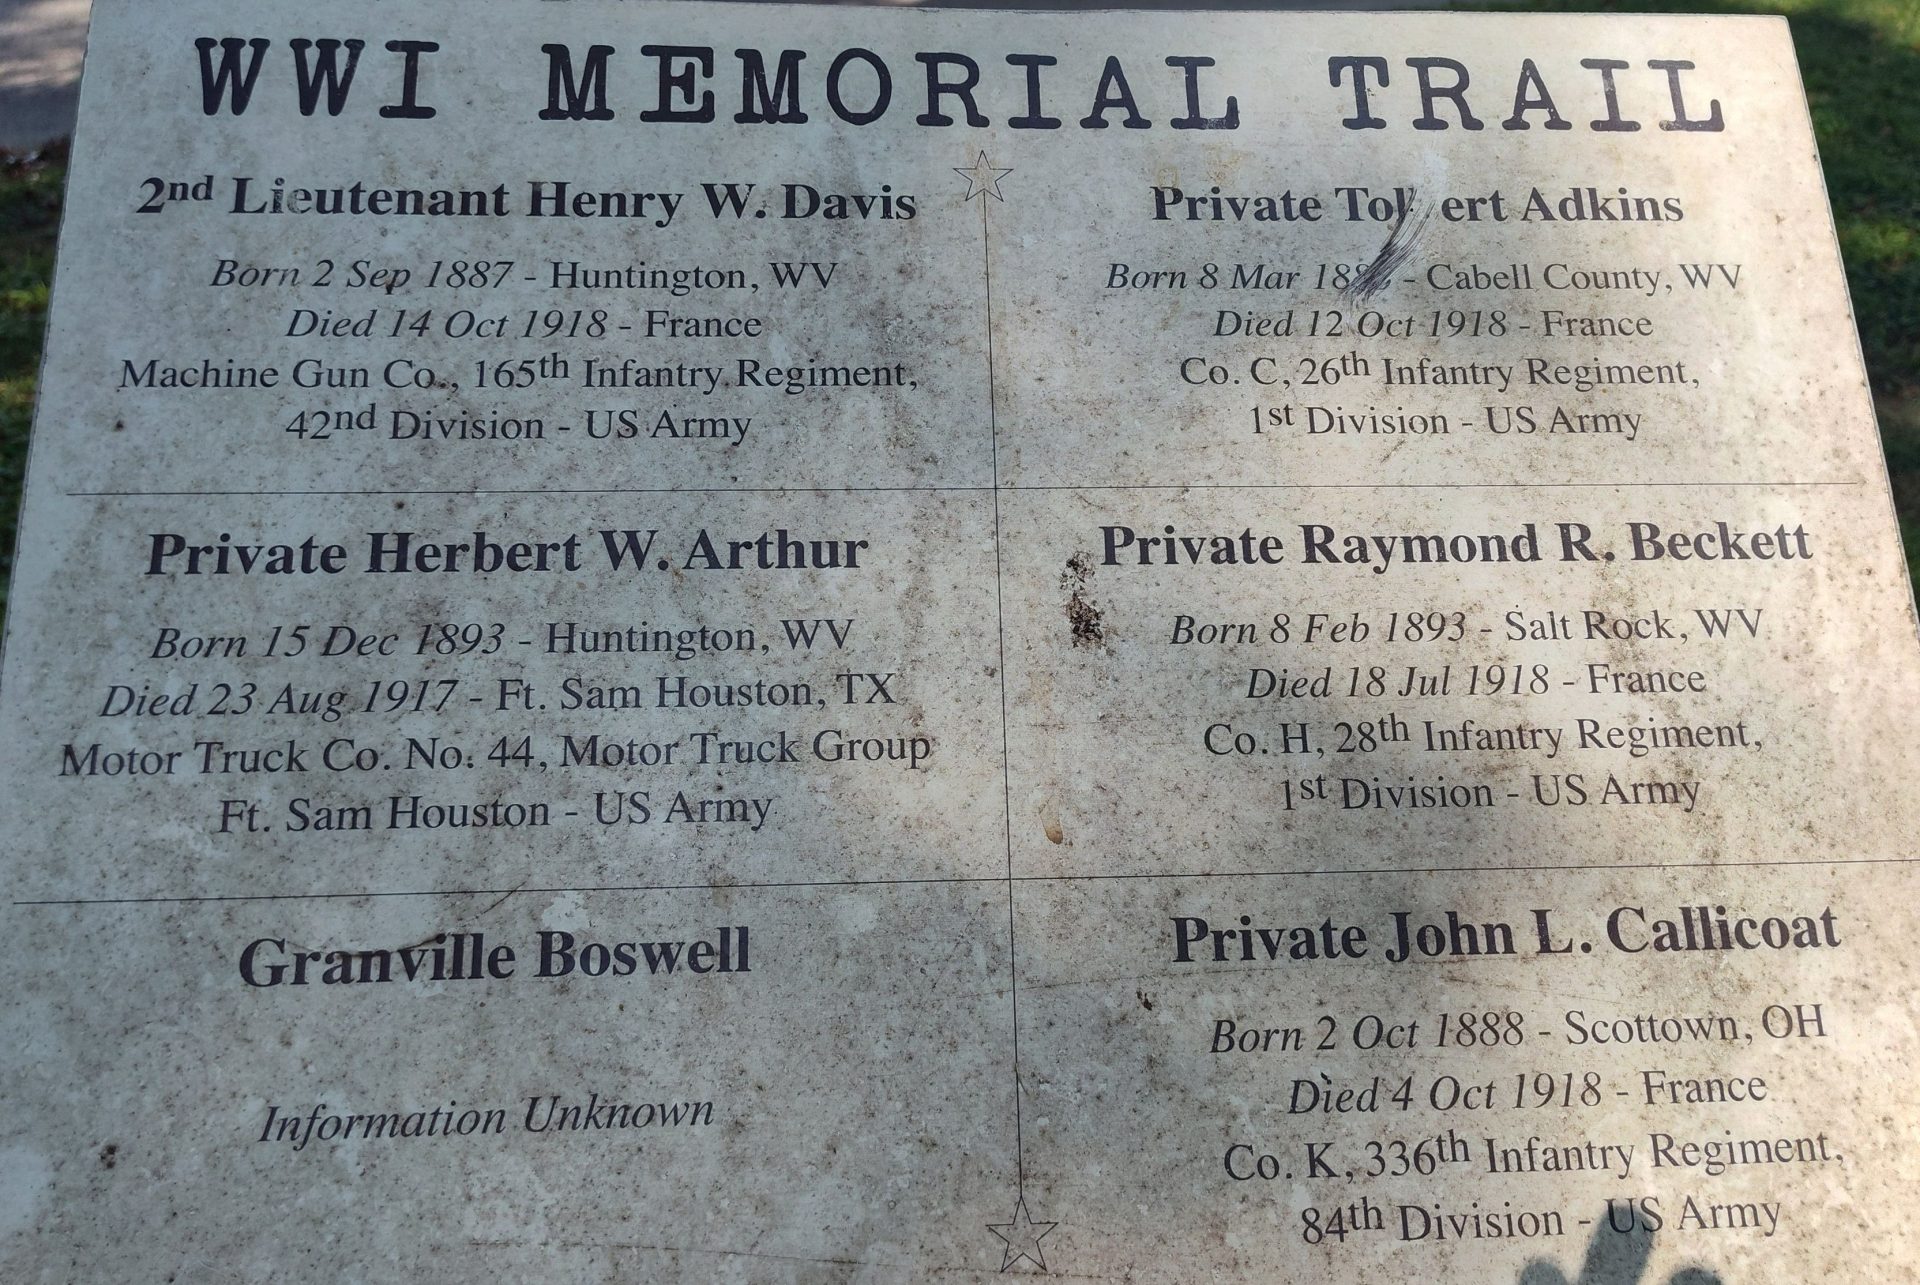 WWI MEMORIAL TRAIL
2nd Lieutenant Henry W. Davis
Born 2 Sep 1887 - Huntington, WV
Died 14 Oct 1918 - France
Machine Gun Co., 165th Infantry Regiment,
42nd Division - US Army
Private Adkins
Born 8 Mar - Cabell County, WV
Died 12 Oct 1918 - France
Co. C, 26th Infantry Regiment,
1st Division - US Army
Private Herbert W. Arthur
Born 15 Dec 1893 - Huntington, WV
Died 23 Aug 1917 - Ft. Sam Houston, TX
Motor Truck Co. No. 44, Motor Truck Group
Ft. Sam Houston - US Army
Private Raymond R. Beckett
Born 8 Feb 1893 - Salt Rock, WV
Died 18 Jul 1918 - France
Co. H, 28th Infantry Regiment,
1st Division - US Army
Granville Boswell
Information Unknown
Private John L. Callicoat
Born 2 Oct 1888 - Scottown, OH
Died 4 Oct 1918 - France
Co. K, 336th Infantry Regiment,
84th Division - US Army